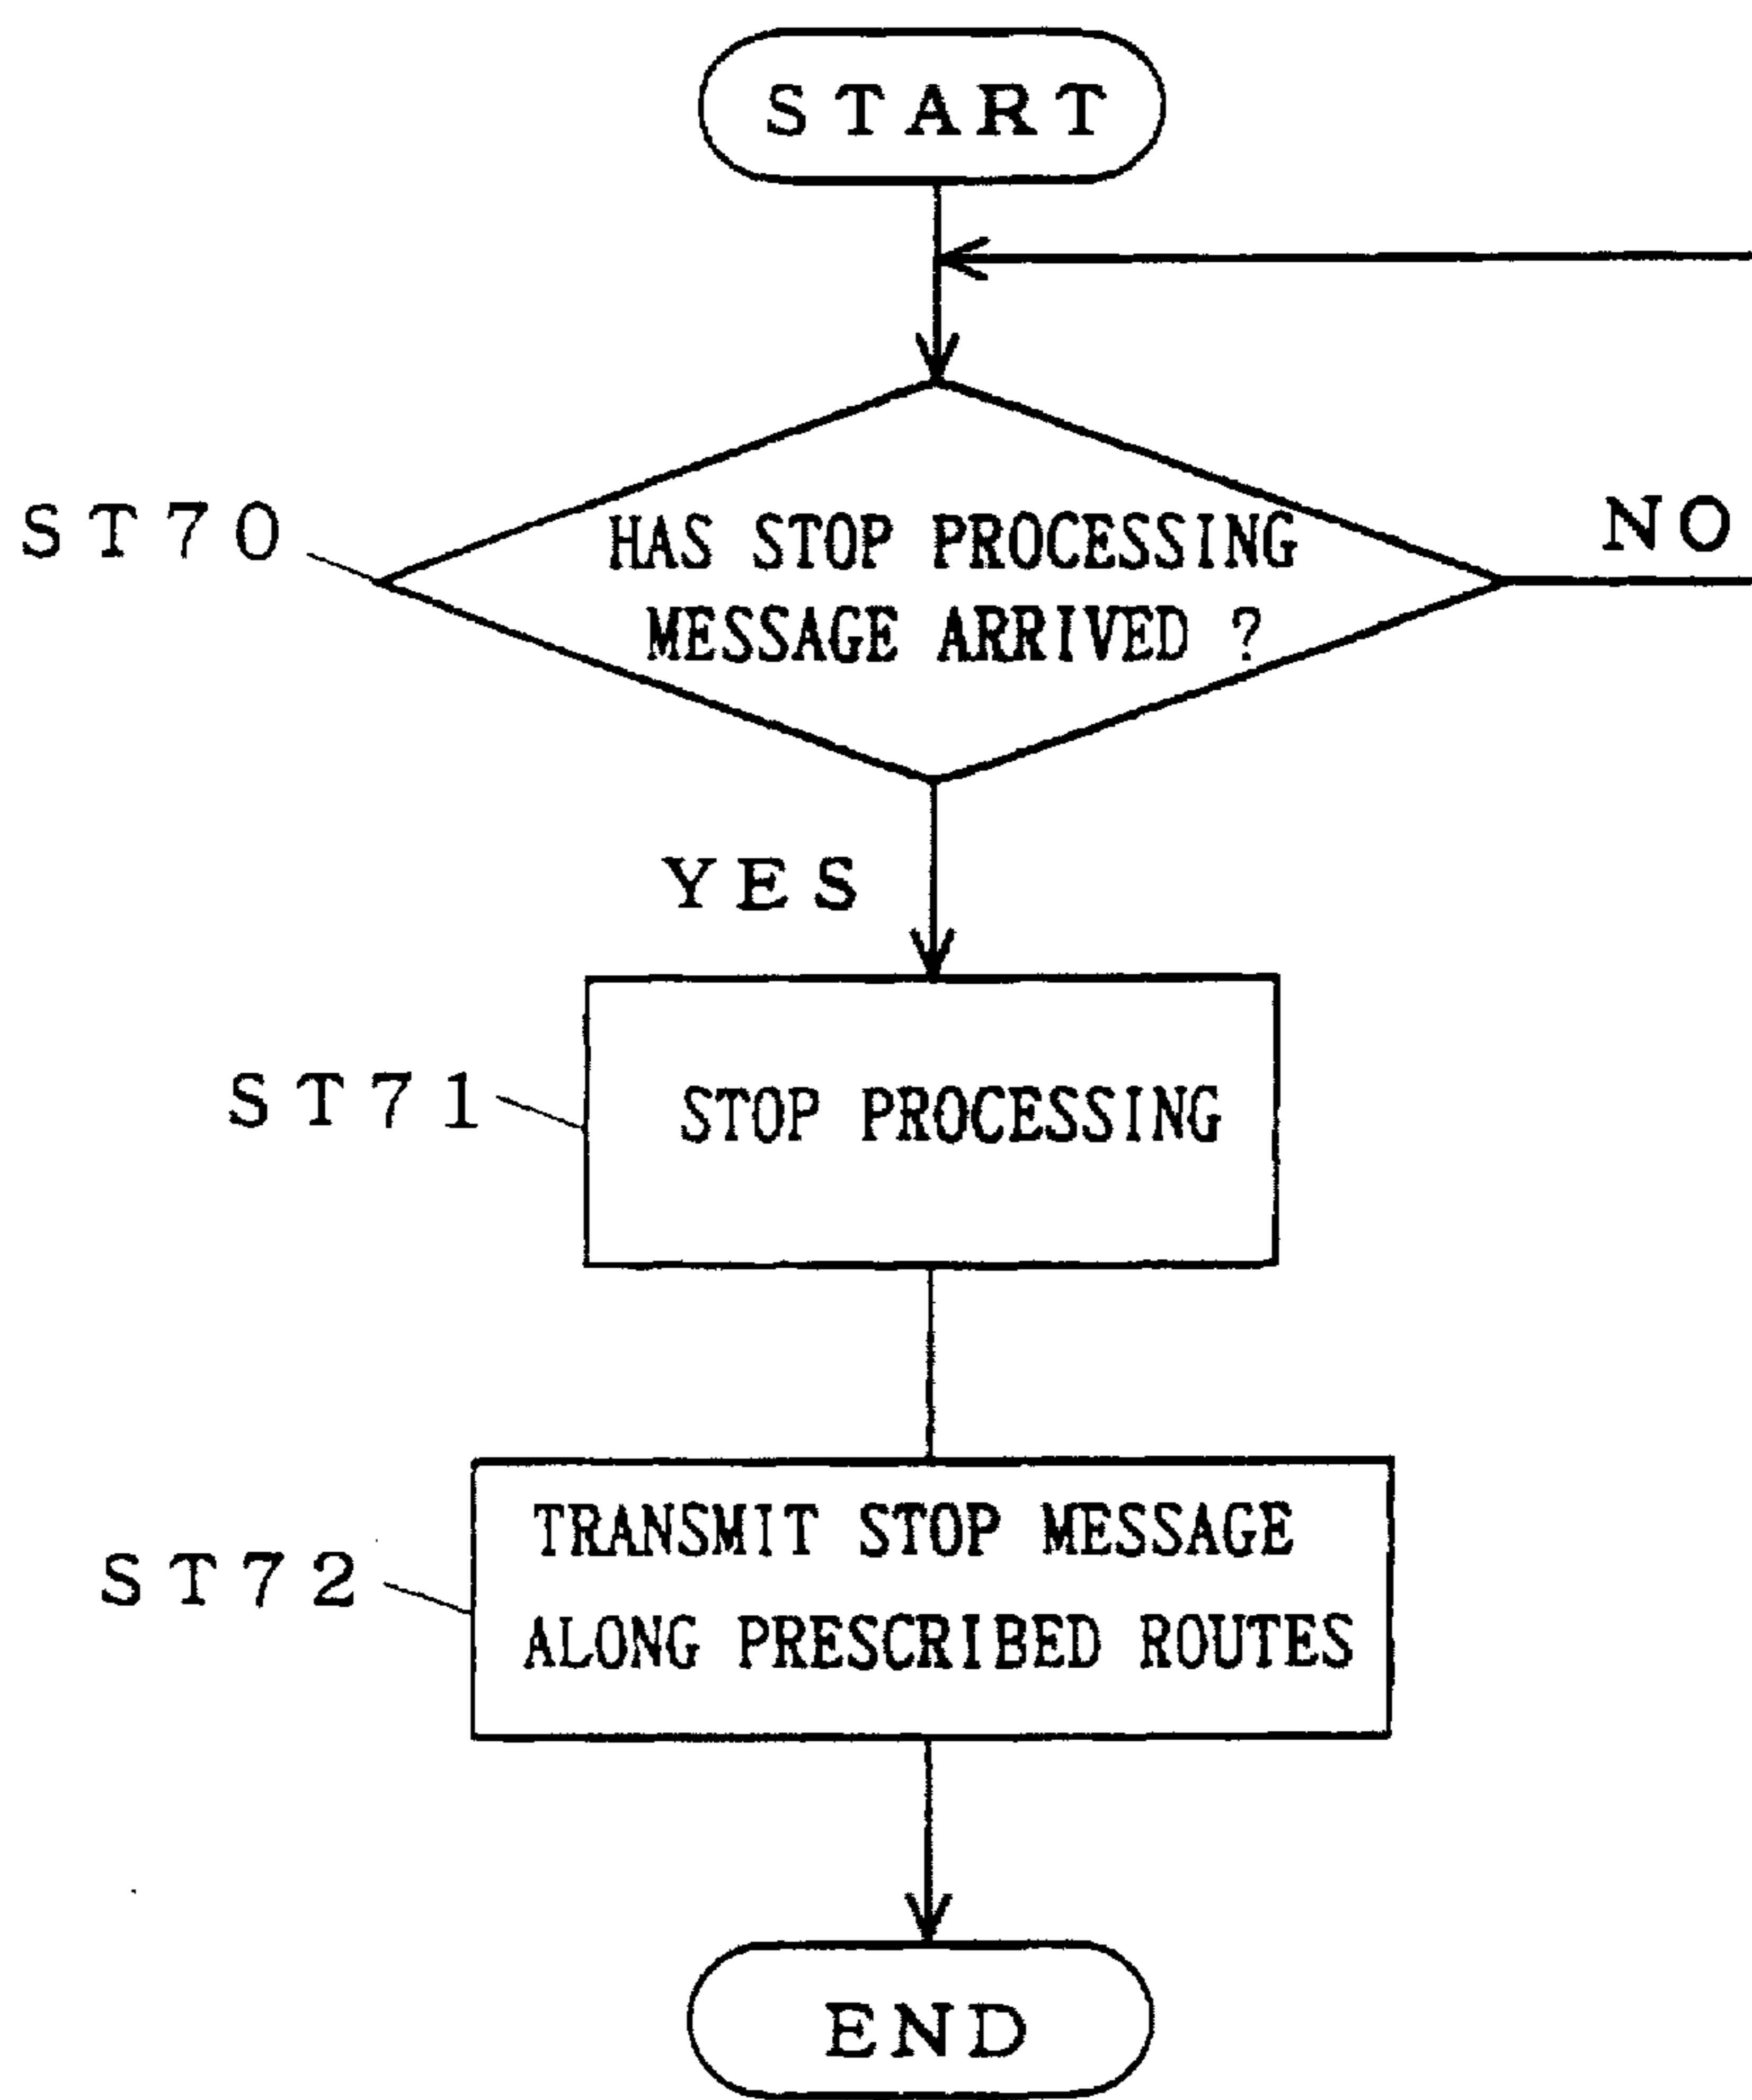 START
ST70
HAS STOP PROCESSING
MESSAGE ARRIVED ?
NO
YES
ST71
STOP PROCESSING
ST72
TRANSMIT STOP MESSAGE
ALONG PRESCRIBED ROUTES
END